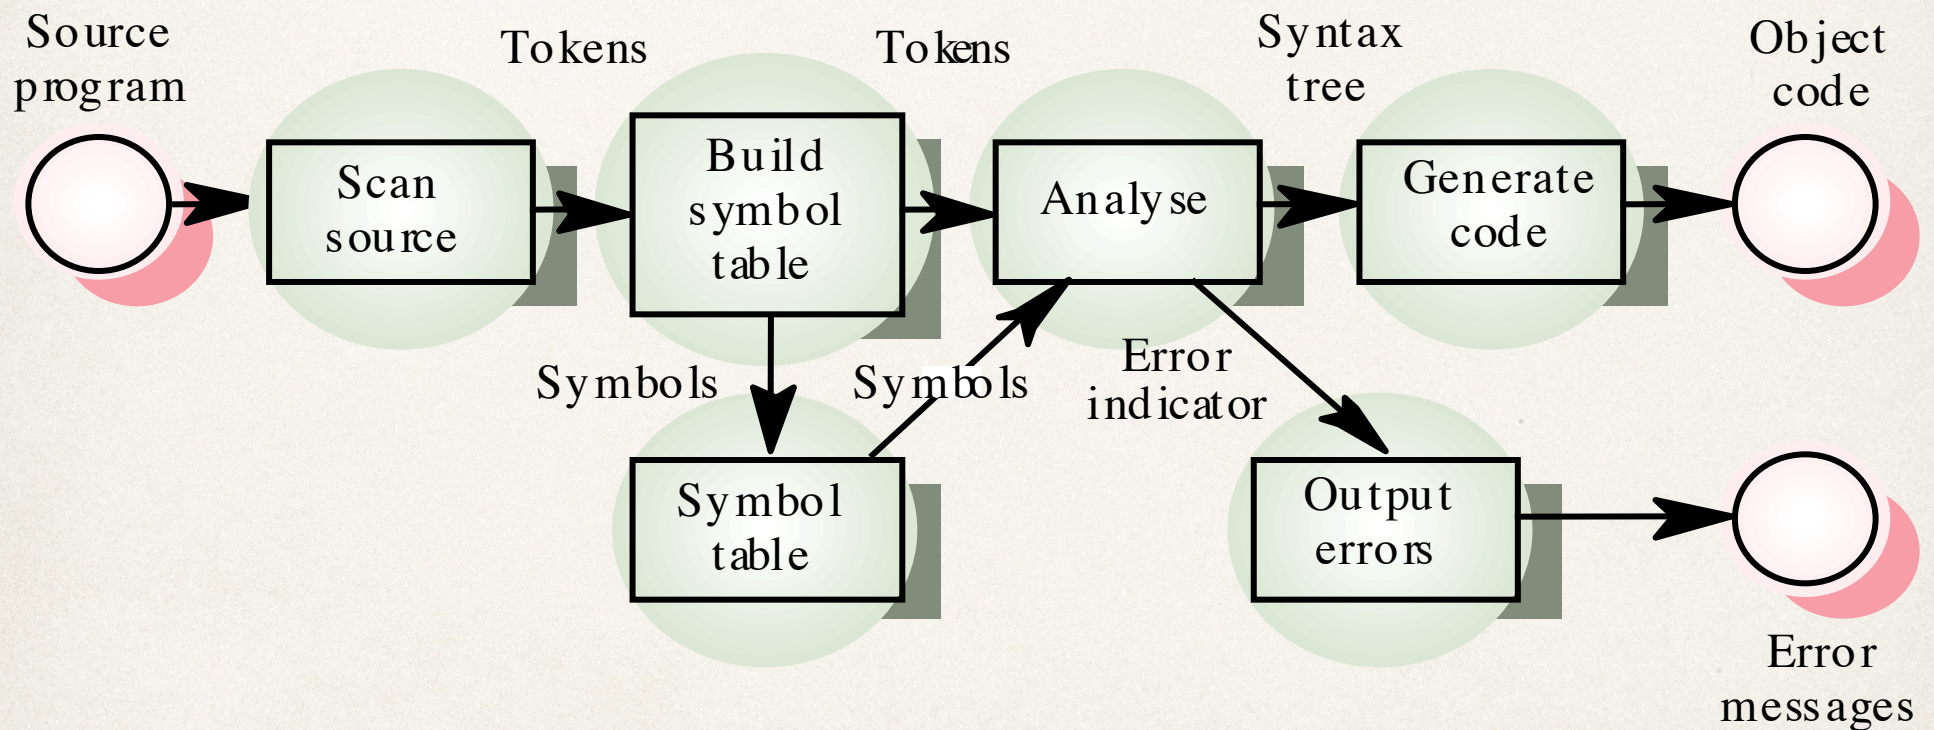 Source
program
Tokens
Tokens
Syntax
tree
Object
code
Scan
source
Build
symbol
table
Analyse
Generate
code
Symbols
Symbols
Error
indicator
Symbol
table
Output
errors
Error
messages